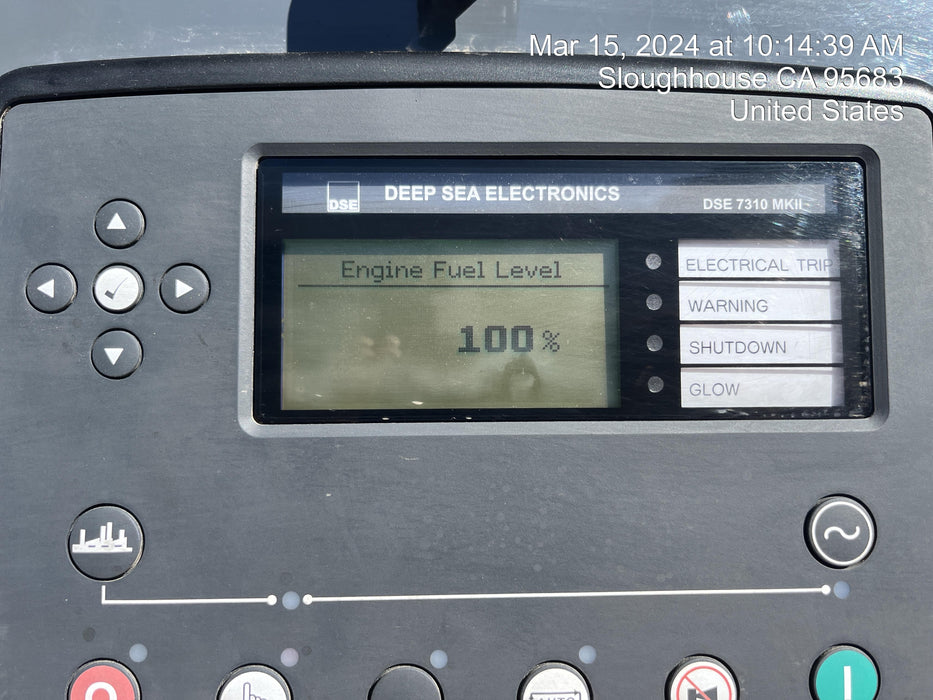 Mar 15, 2024 at 10:14:39 AM
Sloughhouse CA 95683
United States
DSE
DEEP SEA ELECTRONICS
DSE 7310 MKII
Engine Fuel Level
100%
ELECTRICAL TRIP
WARNING
SHUTDOWN
GLOW
AUTO